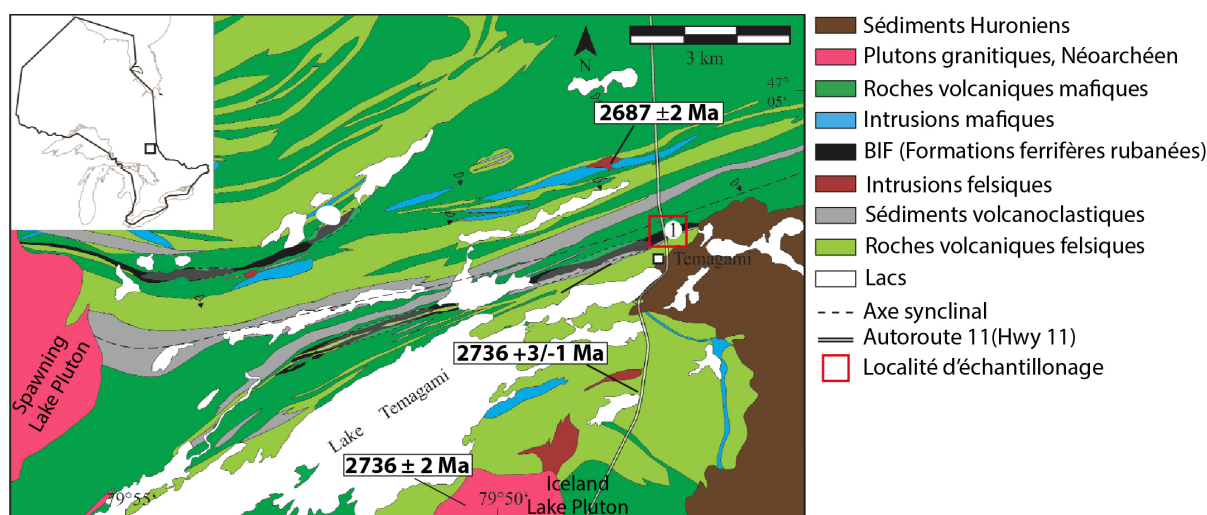 N
3 km
47°
05'
2687 ±2 Ma
1
Temagami
2736 +3/-1 Ma
Spawning
Lake Pluton
Lake Temagami
2736 ± 2 Ma
79°55'
79°50'
Iceland
Lake Pluton
Sédiments Huroniens
Plutons granitiques, Néoarchéen
Roches volcaniques mafiques
Intrusions mafiques
BIF (Formations ferrifères rubanées)
Intrusions felsiques
Sédiments volcanoclastiques
Roches volcaniques felsiques
Lacs
Axe synclinal
Autoroute 11(Hwy 11)
Localité d'échantillonage